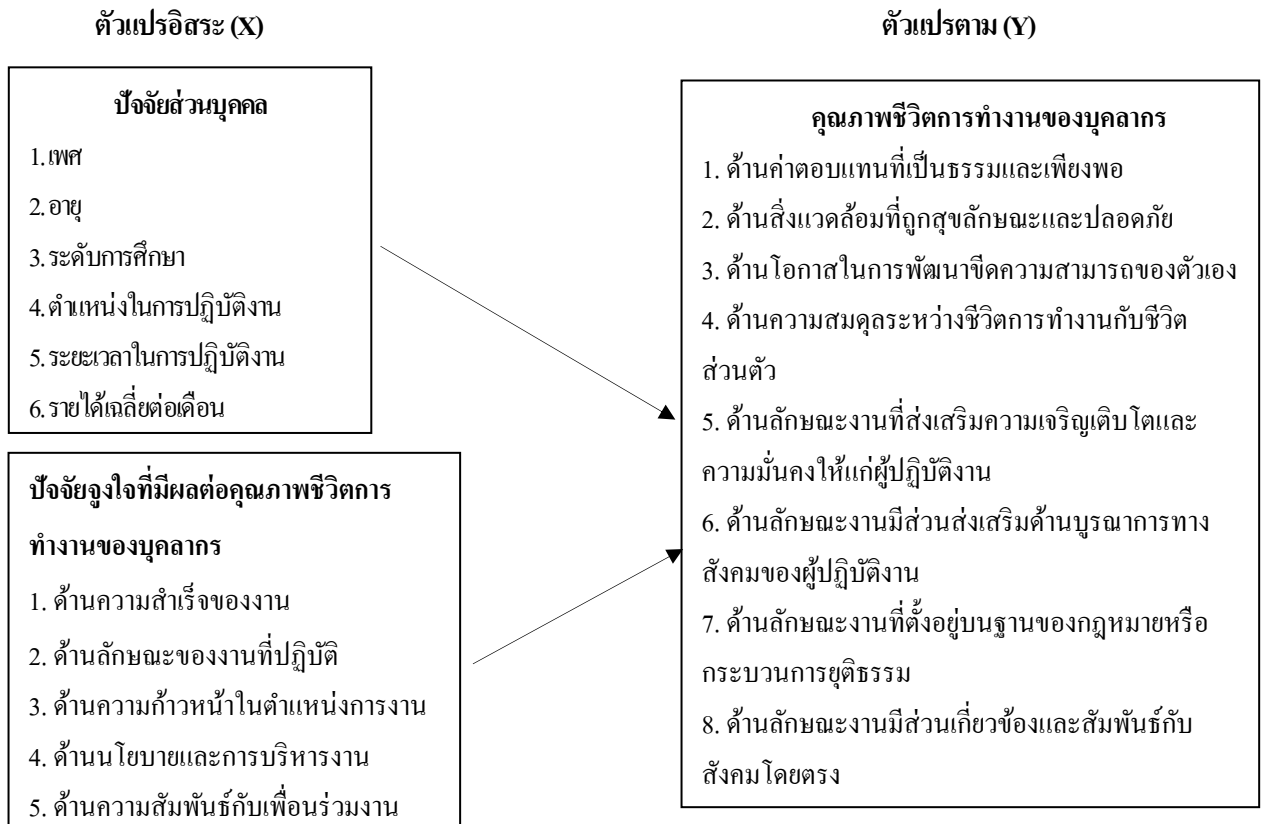 ตัวแปรอิสระ (X)
ตัวแปรตาม (Y)
ปัจจัยส่วนบุคคล
1. เพศ
2. อายุ
3. ระดับการศึกษา
4. ตำแหน่งในการปฏิบัติงาน
5. ระยะเวลาในการปฏิบัติงาน
6. รายได้เฉลี่ยต่อเดือน
ปัจจัยจูงใจที่มีผลต่อคุณภาพชีวิตการ
ทำงานของบุคลากร
1. ด้านความสำเร็จของงาน
2. ด้านลักษณะของงานที่ปฏิบัติ
3. ด้านความก้าวหน้าในตำแหน่งการงาน
4. ด้านนโยบายและการบริหารงาน
5. ด้านความสัมพันธ์กับเพื่อนร่วมงาน
คุณภาพชีวิตการทำงานของบุคลากร
1. ด้านค่าตอบแทนที่เป็นธรรมและเพียงพอ
2. ด้านสิ่งแวดล้อมที่ถูกสุขลักษณะและปลอดภัย
3. ด้านโอกาสในการพัฒนาขีดความสามารถของตัวเอง
4. ด้านความสมดุลระหว่างชีวิตการทำงานกับชีวิต
ส่วนตัว
5. ด้านลักษณะงานที่ส่งเสริมความเจริญเติบโตและ
ความมั่นคงให้แก่ผู้ปฏิบัติงาน
6. ด้านลักษณะงานมีส่วนส่งเสริมด้านบูรณาการทาง
สังคมของผู้ปฏิบัติงาน
7. ด้านลักษณะงานที่ตั้งอยู่บนฐานของกฎหมายหรือ
กระบวนการยุติธรรม
8. ด้านลักษณะงานมีส่วนเกี่ยวข้องและสัมพันธ์กับ
สังคมโดยตรง